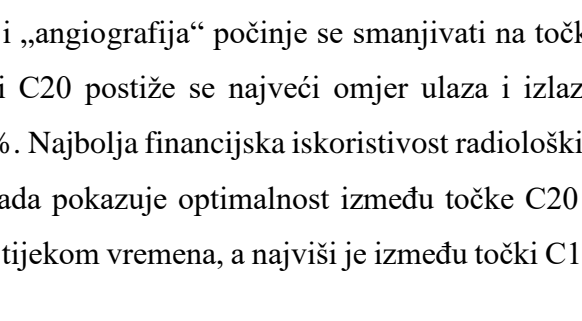 i „angiografija“ počinje se smanjivati na točk
i C20 postiže se najveći omjer ulaza i izlaz
%. Najbolja financijska iskoristivost radiološki
ada pokazuje optimalnost između točke C20
tijekom vremena, a najviši je između točki C1